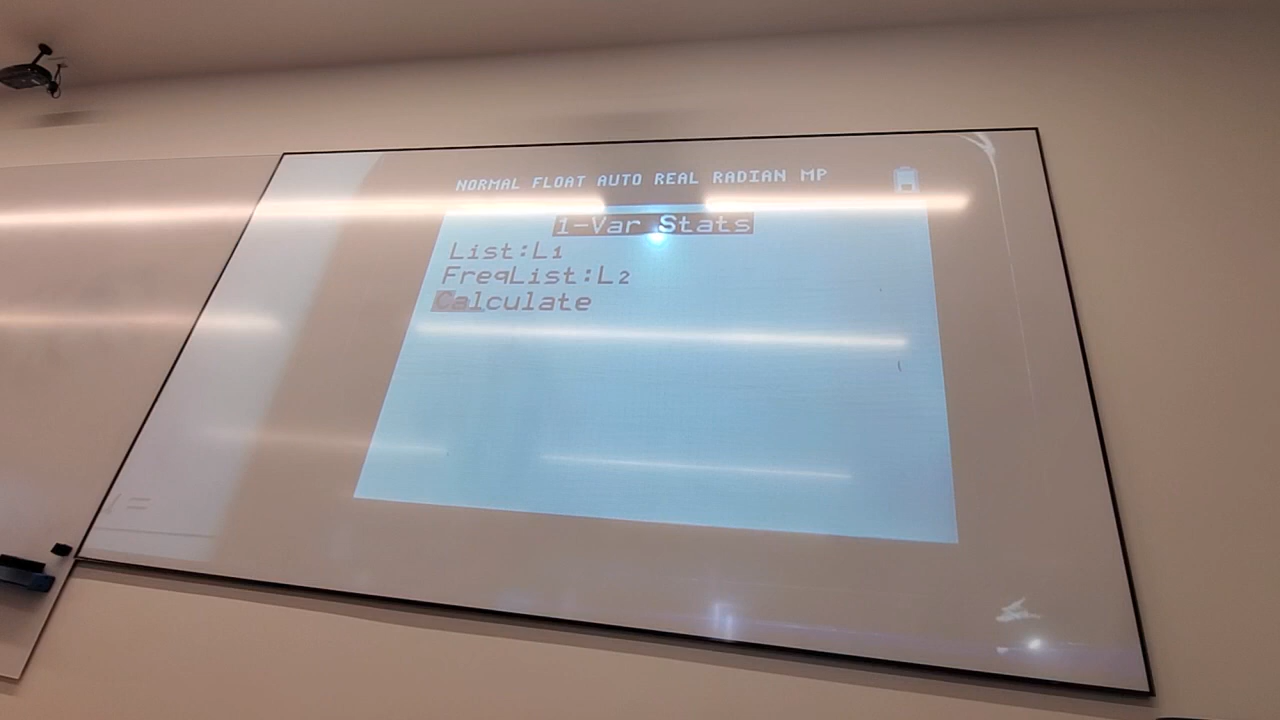 NORMAL FLOAT AUTO REAL RADIAN MP
1-Var Stats
List:L1
FreqList:L2
Calculate